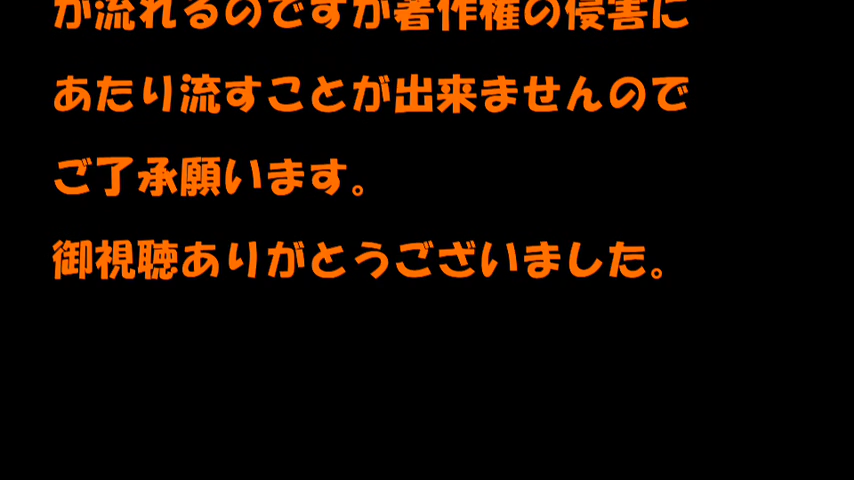 が流れるのですが著作権の侵害に
あたり流すことが出来ませんので
ご了承願います。
御視聴ありがとうございました。